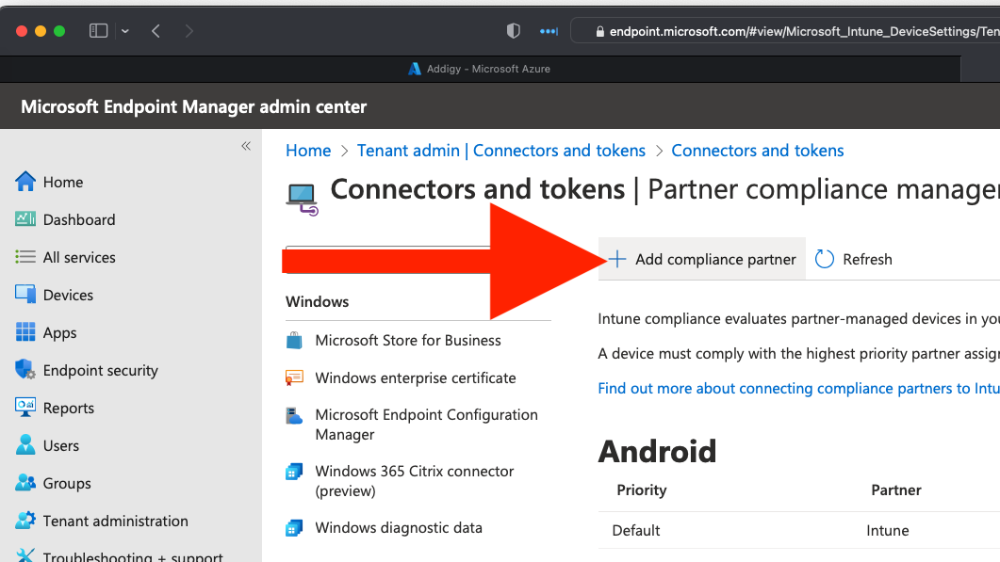 endpoint.microsoft.com/#view/Microsoft_Intune_DeviceSettings/Ten
Addigy - Microsoft Azure
Microsoft Endpoint Manager admin center
Home > Tenant admin | Connectors and tokens > Connectors and tokens
Connectors and tokens | Partner compliance manager
Home
Dashboard
All services
Devices
Apps
Endpoint security
Reports
Users
Groups
Tenant administration
Troubleshooting + support
Windows
Microsoft Store for Business
Windows enterprise certificate
Microsoft Endpoint Configuration
Manager
Windows 365 Citrix connector
(preview)
Windows diagnostic data
Add compliance partner Refresh
Intune compliance evaluates partner-managed devices in you
A device must comply with the highest priority partner assign
Find out more about connecting compliance partners to Intu
Android
Priority Partner
Default Intune